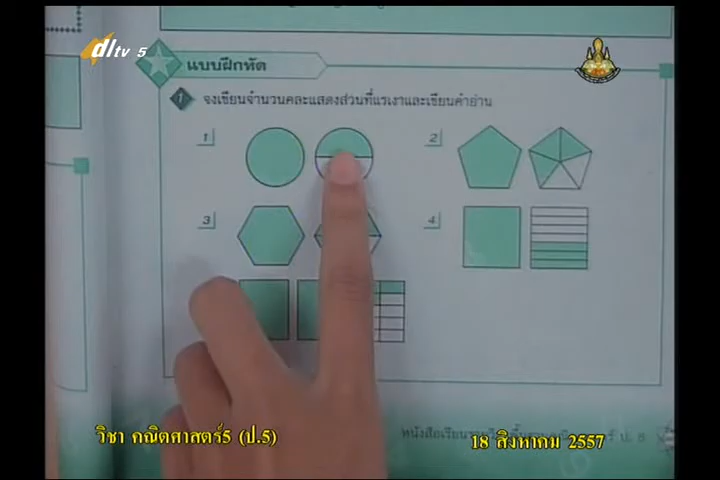 dltv 5
แบบฝึกหัด
1 จงเขียนจำนวนคละแสดงส่วนที่แรเงาและเขียนคำอ่าน
1
2
3
4
วิชา คณิตศาสตร์5 (ป.5)
18 สิงหาคม 2557